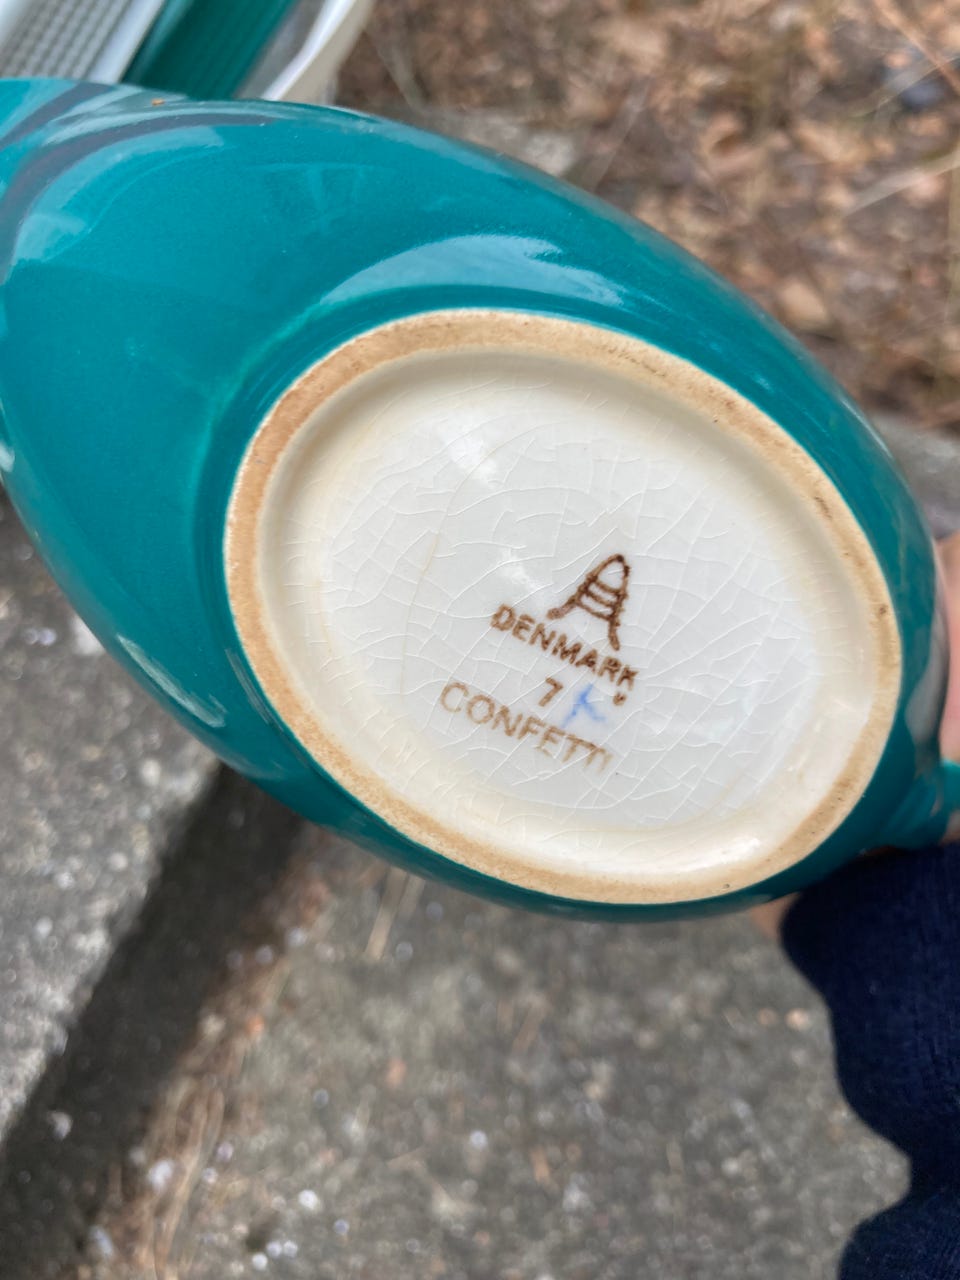 A
DENMARK
7
CONFETTI